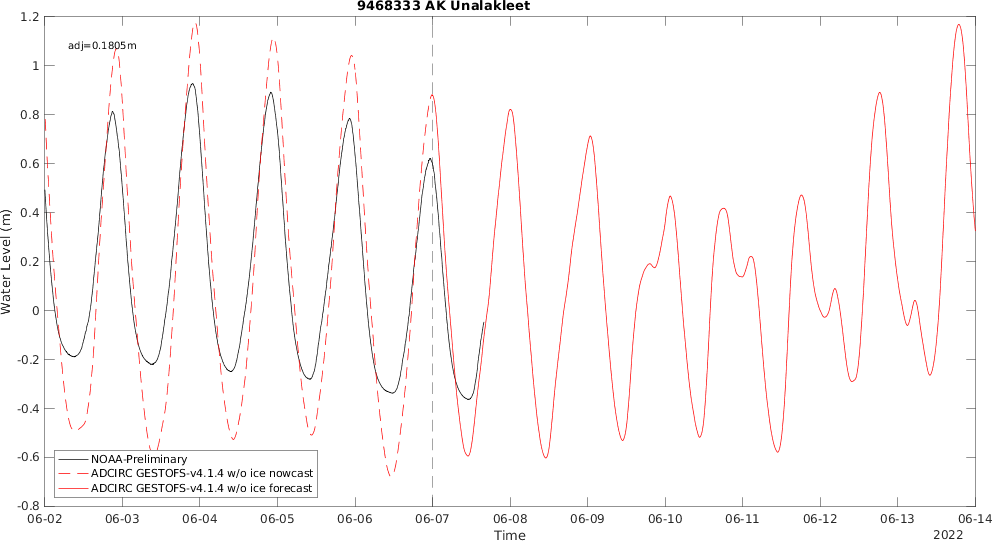 9468333 AK Unalakleet
adj=0.1805m
1.2
1
0.8
0.6
0.4
0.2
0
-0.2
-0.4
-0.6
-0.8
Water Level (m)
NOAA-Preliminary
ADCIRC GESTOFS-v4.1.4 w/o ice nowcast
ADCIRC GESTOFS-v4.1.4 w/o ice forecast
06-02 06-03 06-04 06-05 06-06 06-07 06-08 06-09 06-10 06-11 06-12 06-13 06-14
Time
2022